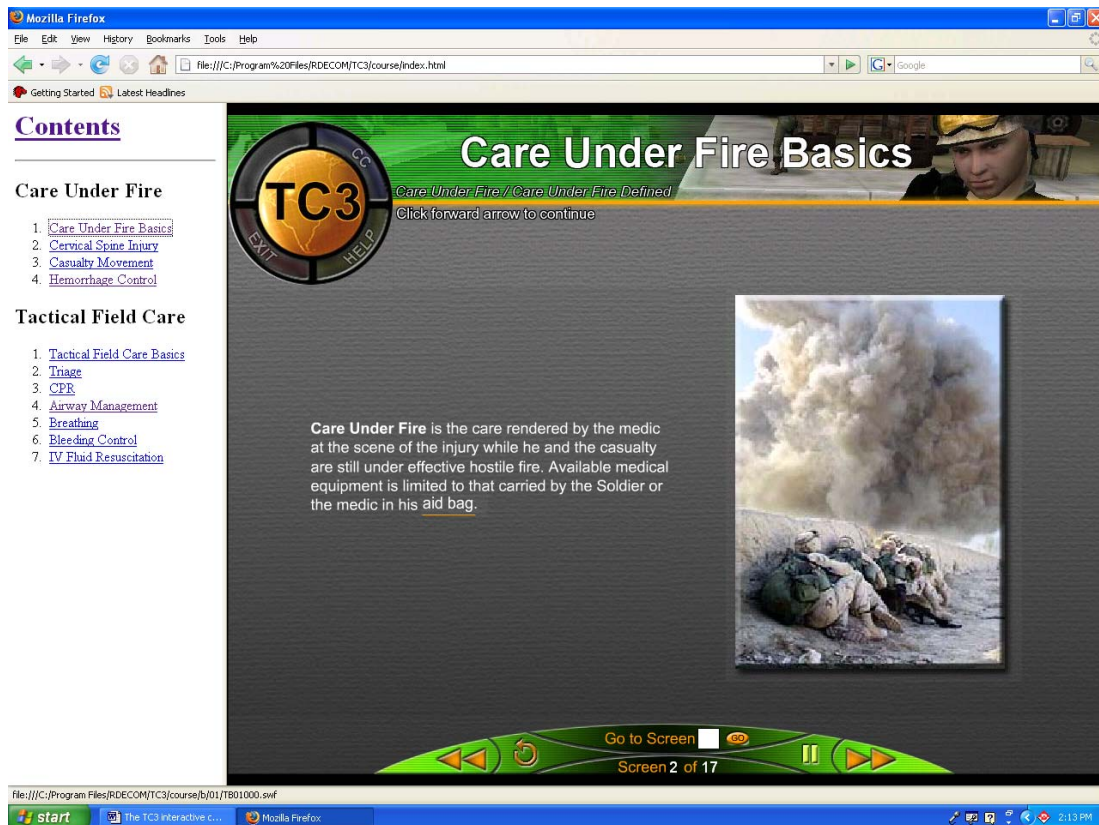 Mozilla Firefox
File Edit View History Bookmarks Tools Help
file:///C:/Program%20Files/RDECOM/TC3/course/index.html
G Google
Getting Started Latest Headlines
Contents
Care Under Fire
1. Care Under Fire Basics
2. Cervical Spine Injury
3. Casualty Movement
4. Hemorrhage Control
Tactical Field Care
1. Tactical Field Care Basics
2. Triage
3. CPR
4. Airway Management
5. Breathing
6. Bleeding Control
7. IV Fluid Resuscitation
TC3
CC
EXIT
HELP
Care Under Fire Basics
Care Under Fire / Care Under Fire Defined
Click forward arrow to continue
Care Under Fire is the care rendered by the medic
at the scene of the injury while he and the casualty
are still under effective hostile fire. Available medical
equipment is limited to that carried by the Soldier or
the medic in his aid bag.
Go to Screen GO
Screen 2 of 17
file:///C:/Program Files/RDECOM/TC3/course/b/01/TB01000.swf
start The TC3 interactive c... Mozilla Firefox 2:13 PM